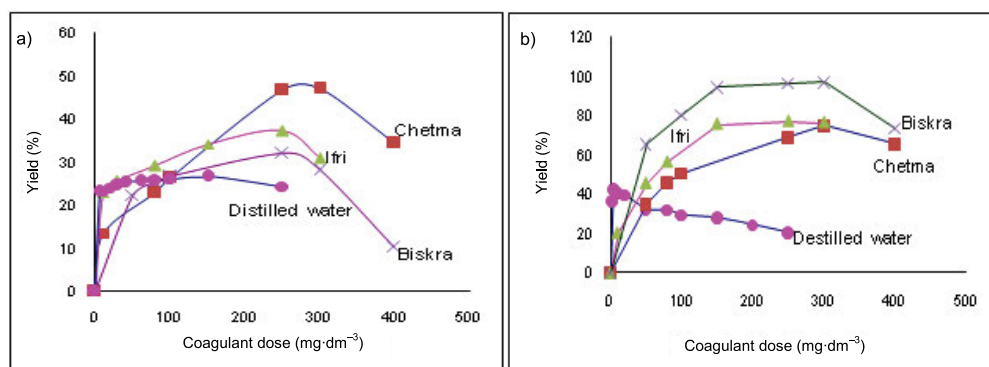 a)
60
50
40
30
20
10
0
Yield (%)
Chetma
Ifri
Distilled water
Biskra
0 100 200 300 400 500
Coagulant dose (mg·dm⁻³)
b)
120
100
80
60
40
20
0
Yield (%)
Ifri
Biskra
Chetma
Destilled water
0 100 200 300 400 500
Coagulant dose (mg·dm⁻³)